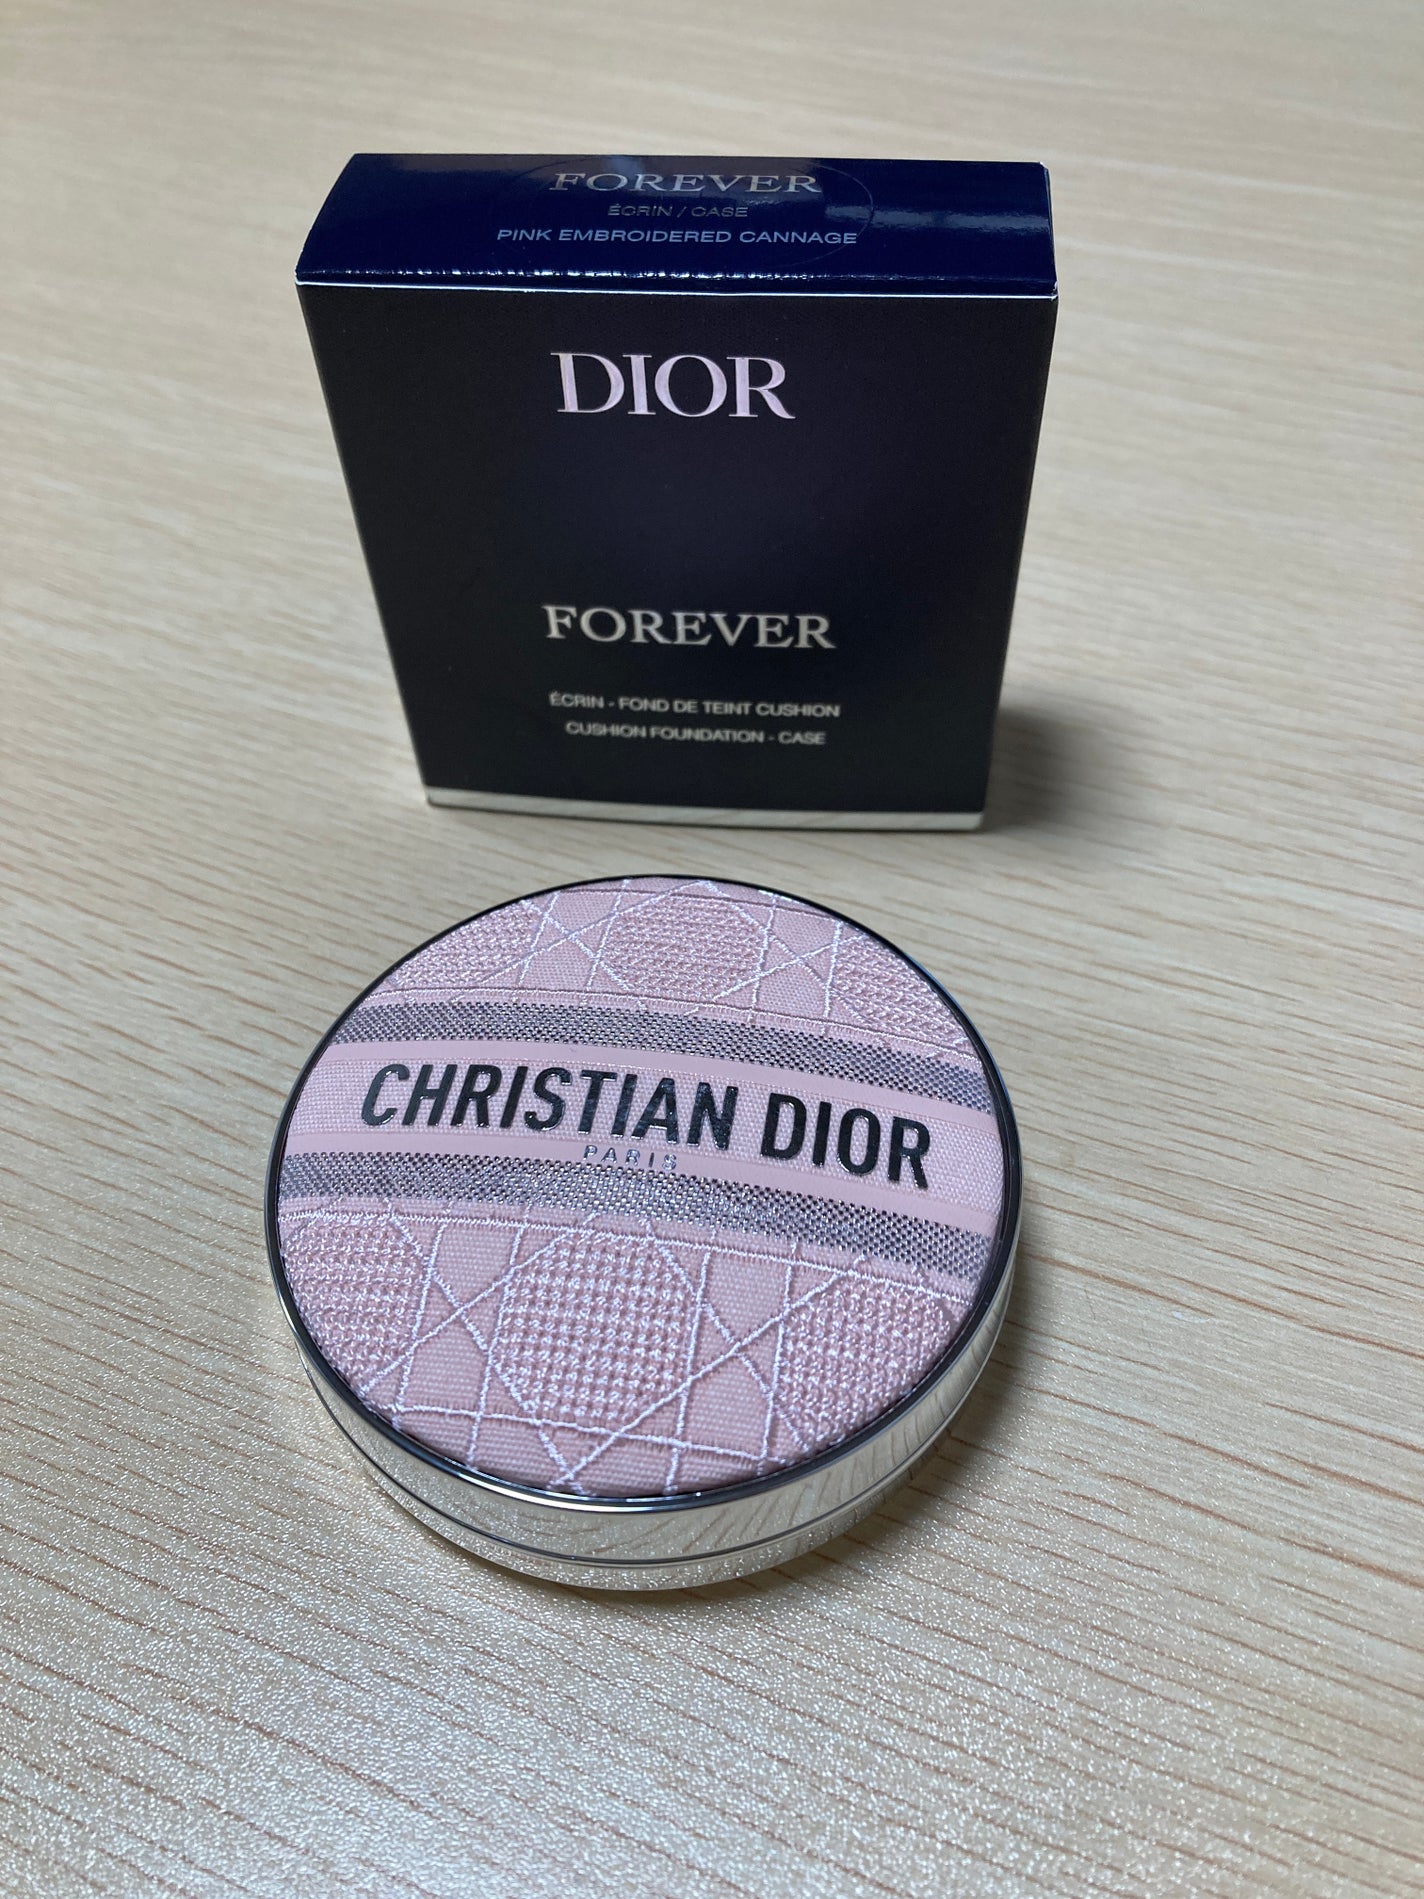 FOREVER
ÉCRIN / CASE
PINK EMBROIDERED CANNAGE
DIOR
FOREVER
ÉCRIN - FOND DE TEINT CUSHION
CUSHION FOUNDATION - CASE
CHRISTIAN DIOR
PARIS